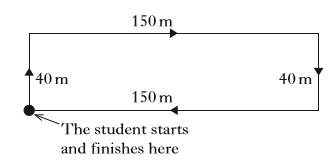 150 m
40 m
40 m
150 m
The student starts
and finishes here